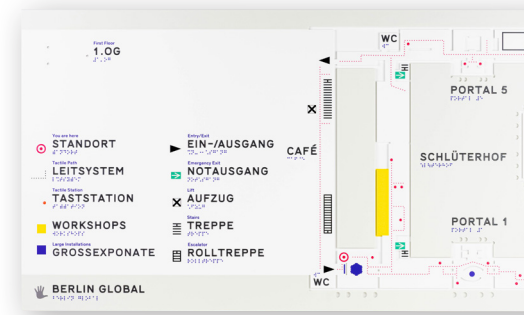 First Floor
1.OG
You are here
STANDORT
Tactile Path
LEITSYSTEM
Tactile Station
TASTSTATION
WORKSHOPS
Large Installations
GROSSEXPONATE
BERLIN GLOBAL
Entry/Exit
EIN-/AUSGANG
Emergency Exit
NOTAUSGANG
Lift
AUFZUG
Stairs
TREPPE
Escalator
ROLLTREPPE
WC
CAFÉ
PORTAL 5
SCHLÜTERHOF
PORTAL 1
WC